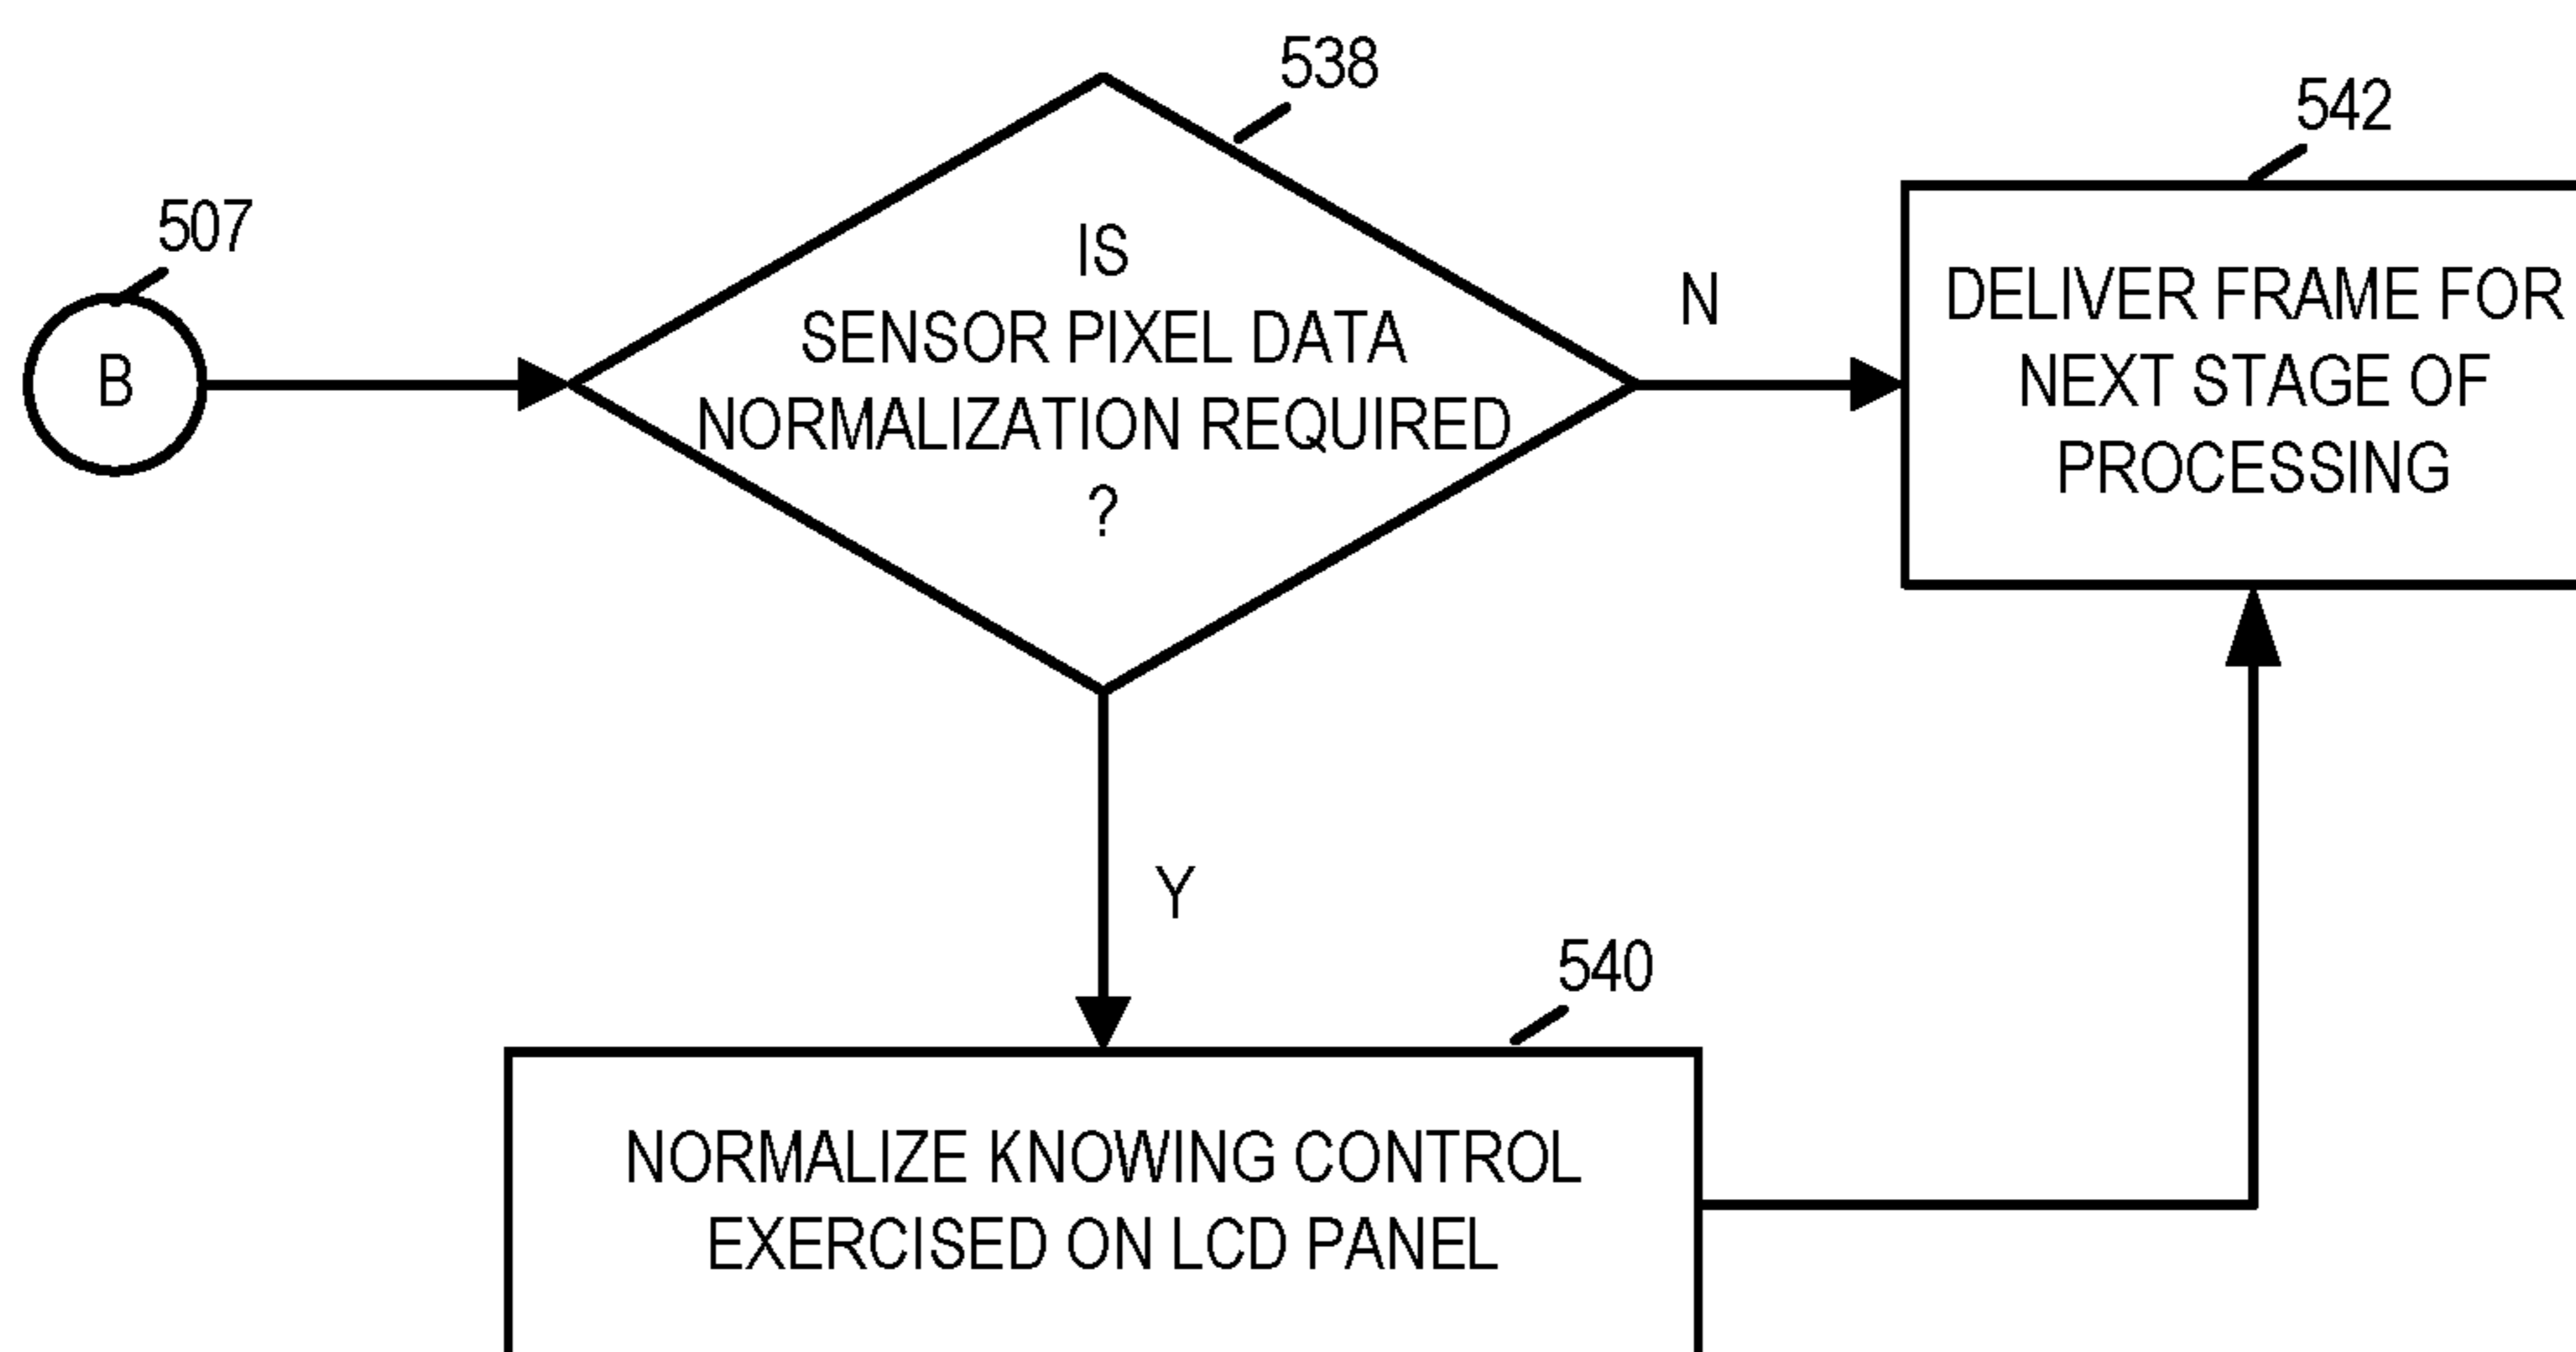 507
B
538
IS
SENSOR PIXEL DATA
NORMALIZATION REQUIRED
?
N
542
DELIVER FRAME FOR
NEXT STAGE OF
PROCESSING
Y
540
NORMALIZE KNOWING CONTROL
EXERCISED ON LCD PANEL